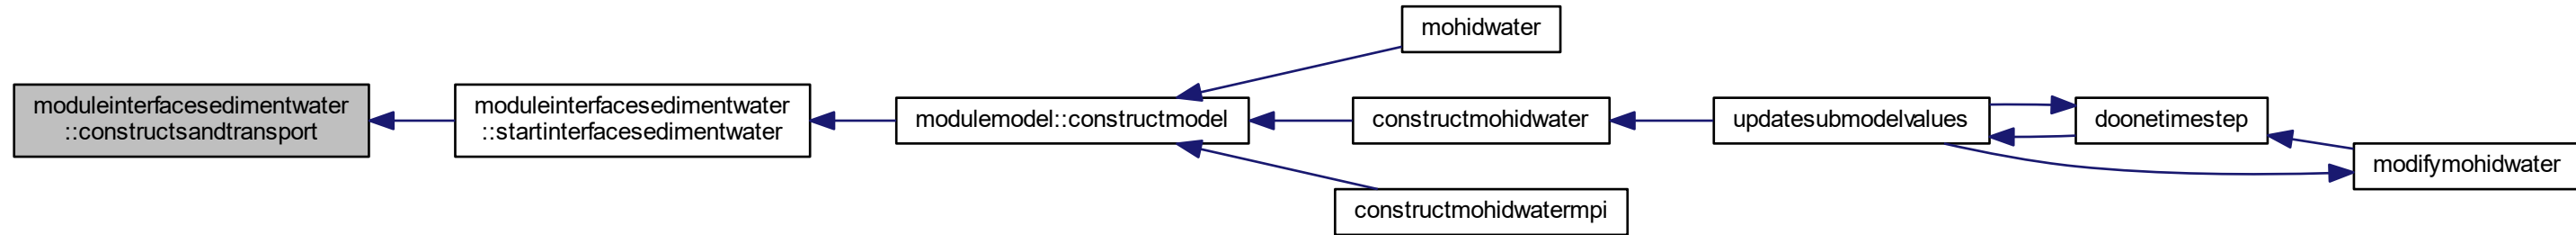 moduleinterfacesedimentwater
::constructsandtransport
moduleinterfacesedimentwater
::startinterfacesedimentwater
modulemodel::constructmodel
mohidwater
constructmohidwater
constructmohidwatermpi
updatesubmodelvalues
doonetimestep
modifymohidwater